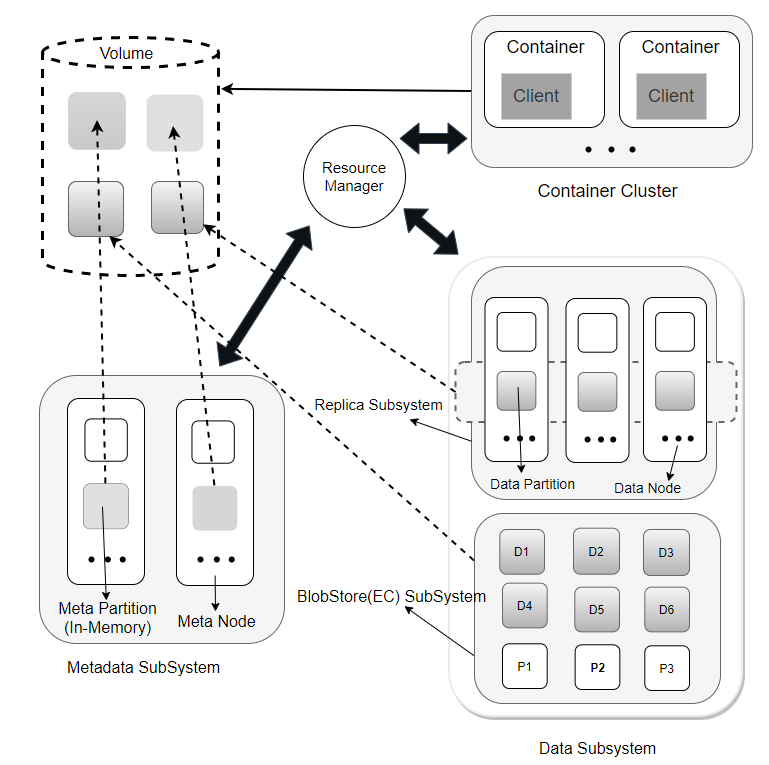 Volume
Container
Container
Client
Client
Container Cluster
Resource
Manager
Replica Subsystem
Data Partition
Data Node
D1
D2
D3
D4
D5
D6
P1
P2
P3
BlobStore(EC) SubSystem
Meta Partition
(In-Memory)
Meta Node
Metadata SubSystem
Data Subsystem